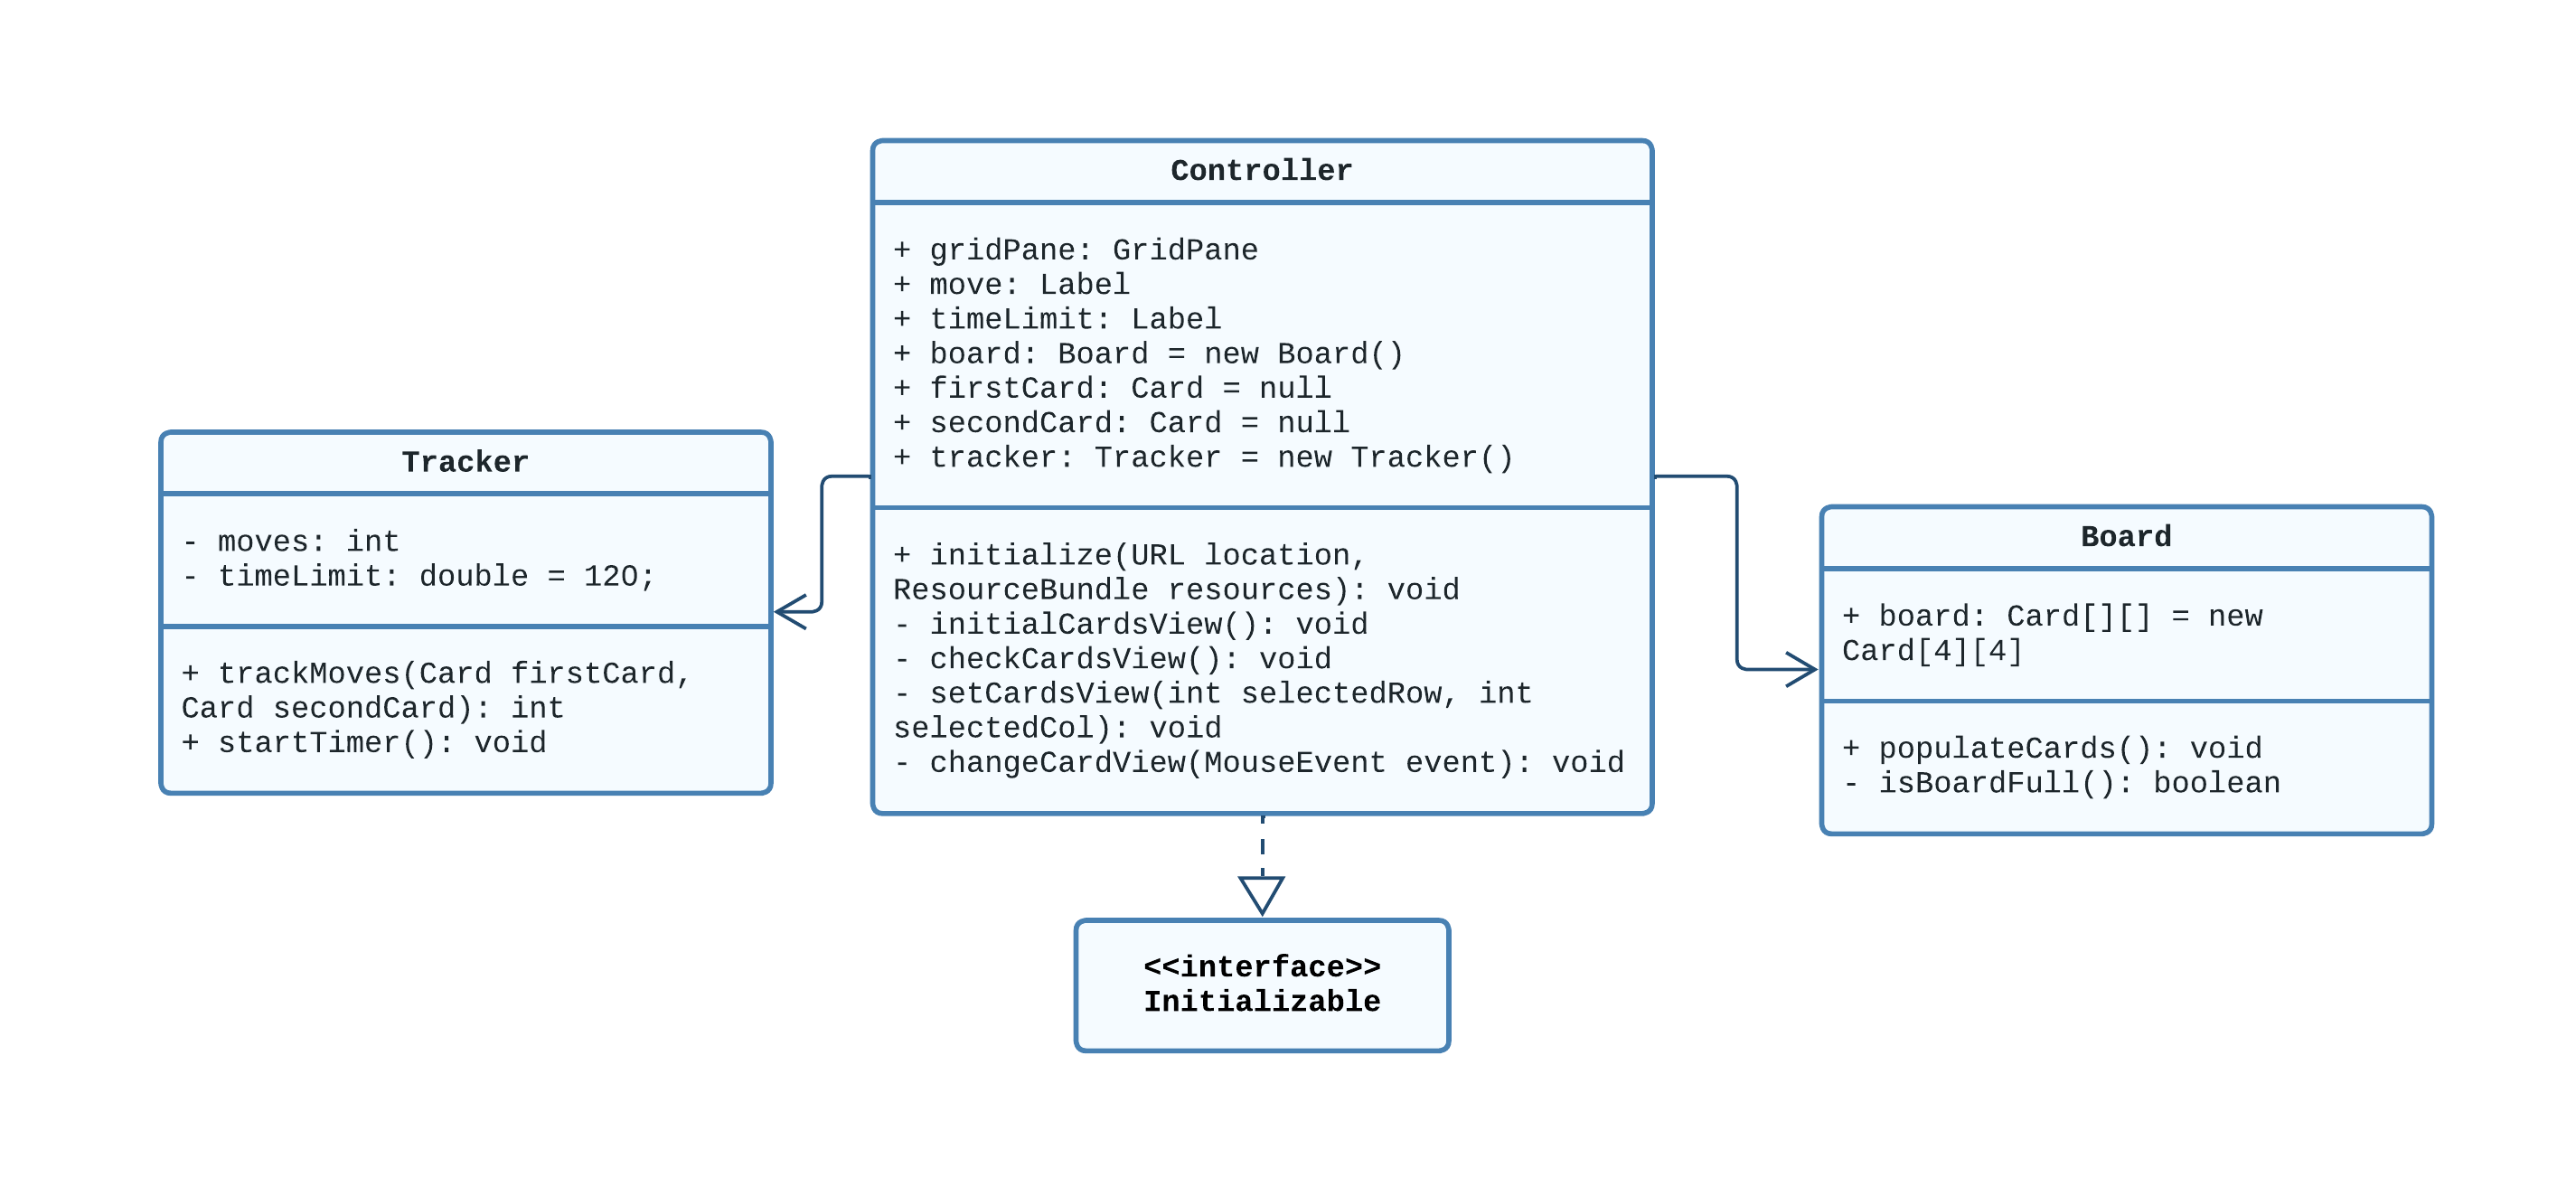 Controller
+ gridPane: GridPane
+ move: Label
+ timeLimit: Label
+ board: Board = new Board()
+ firstCard: Card = null
+ secondCard: Card = null
+ tracker: Tracker = new Tracker()
+ initialize(URL location,
ResourceBundle resources): void
- initialCardsView(): void
- checkCardsView(): void
- setCardsView(int selectedRow, int
selectedCol): void
- changeCardView(MouseEvent event): void
Tracker
- moves: int
- timeLimit: double = 120;
+ trackMoves(Card firstCard,
Card secondCard): int
+ startTimer(): void
Board
+ board: Card[][] = new
Card[4][4]
+ populateCards(): void
- isBoardFull(): boolean
<<interface>>
Initializable